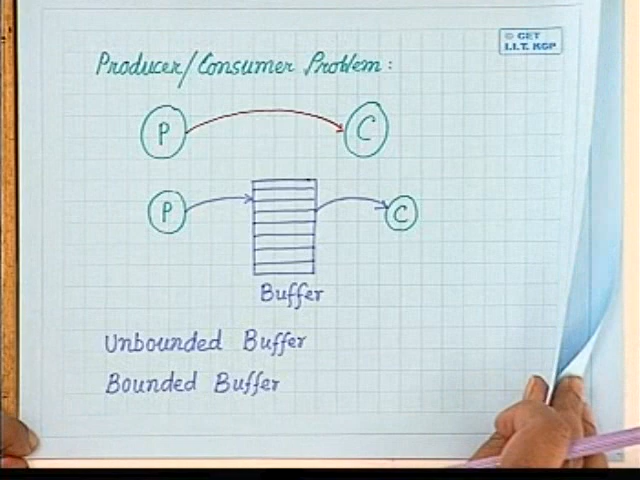 © CET
I.I.T. KGP
Producer/Consumer Problem:
P C
P C
Buffer
Unbounded Buffer
Bounded Buffer